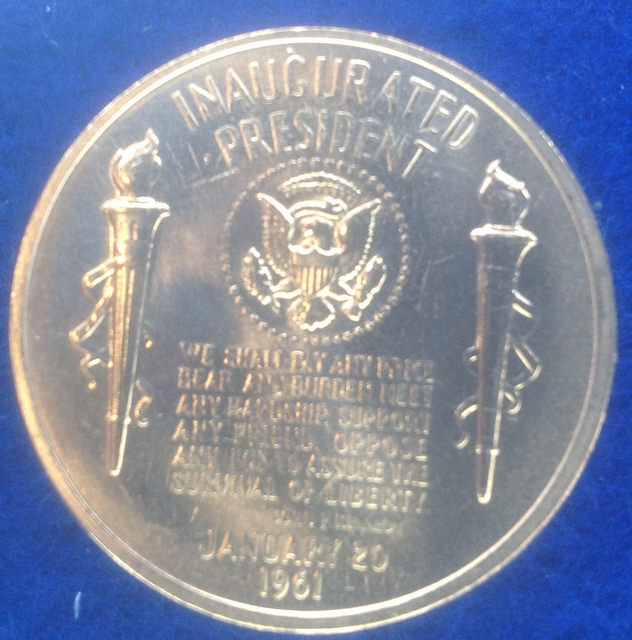 INAUGURATED
PRESIDENT
WE SHALL PAY ANY PRICE
BEAR ANY BURDEN MEET
ANY HARDSHIP SUPPORT
ANY FRIEND OPPOSE
ANY FOE TO ASSURE THE
SURVIVAL OF LIBERTY
JANUARY 20
1961